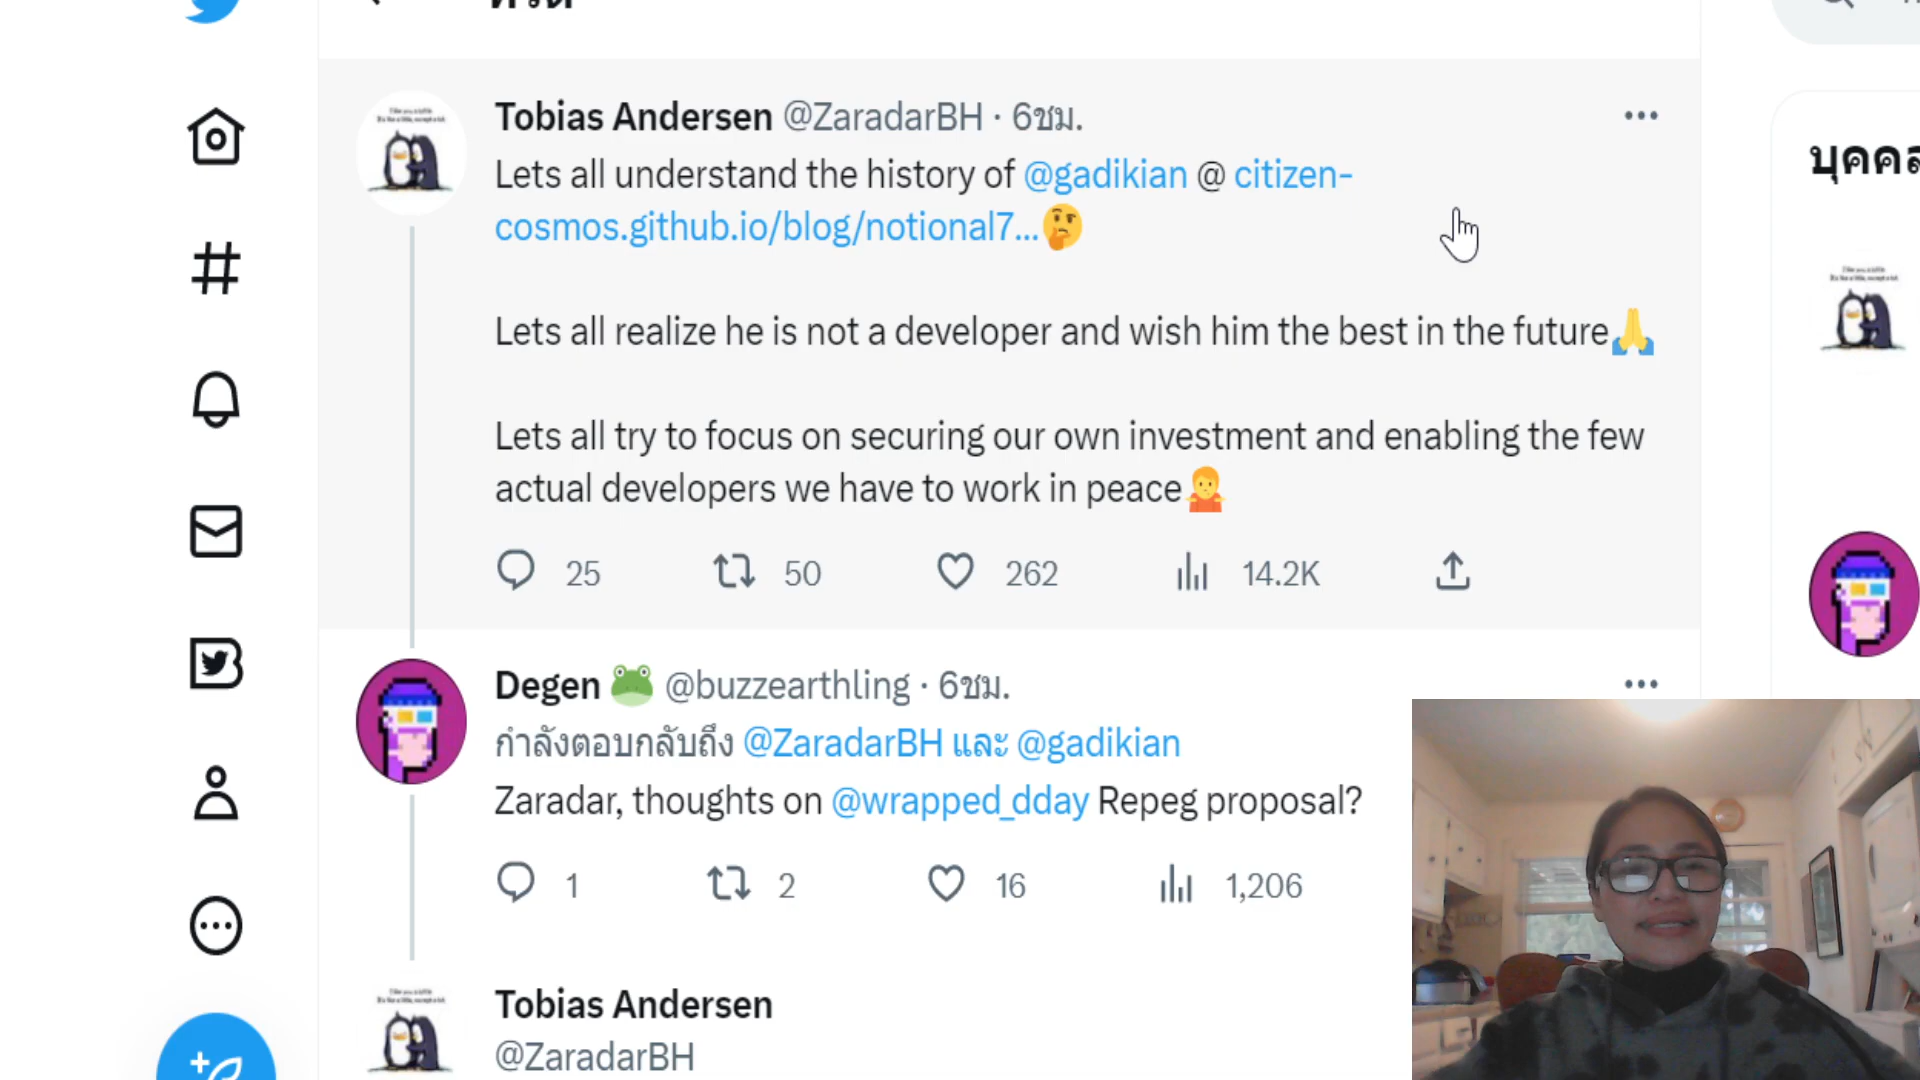 ทวีต
Tobias Andersen @ZaradarBH · 6ชม.
Lets all understand the history of @gadikian @ citizen-
cosmos.github.io/blog/notional7...🤔
Lets all realize he is not a developer and wish him the best in the future🙏
Lets all try to focus on securing our own investment and enabling the few
actual developers we have to work in peace🤷
25 50 262 14.2K
Degen 🐸 @buzzearthling · 6ชม.
กำลังตอบกลับถึง @ZaradarBH และ @gadikian
Zaradar, thoughts on @wrapped_dday Repeg proposal?
1 2 16 1,206
Tobias Andersen
@ZaradarBH